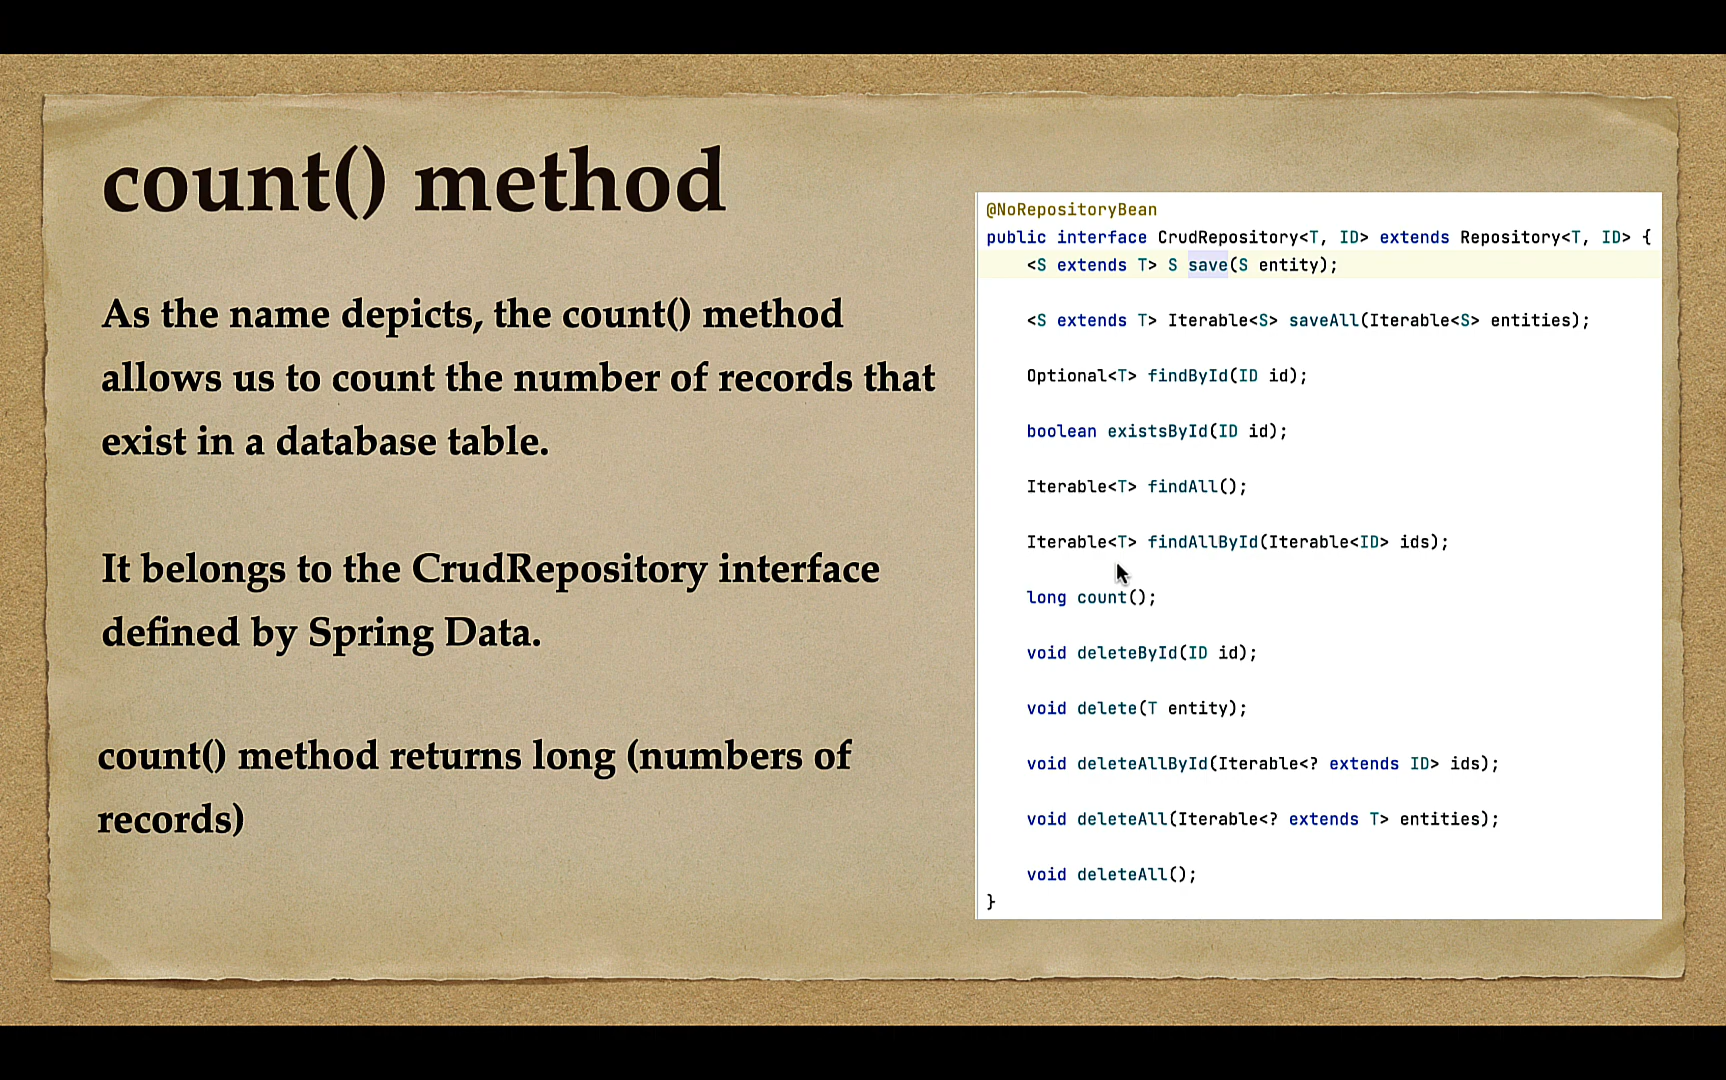 count() method
As the name depicts, the count() method
allows us to count the number of records that
exist in a database table.
It belongs to the CrudRepository interface
defined by Spring Data.
count() method returns long (numbers of
records)
@NoRepositoryBean
public interface CrudRepository<T, ID> extends Repository<T, ID> {
<S extends T> S save(S entity);
<S extends T> Iterable<S> saveAll(Iterable<S> entities);
Optional<T> findById(ID id);
boolean existsById(ID id);
Iterable<T> findAll();
Iterable<T> findAllById(Iterable<ID> ids);
long count();
void deleteById(ID id);
void delete(T entity);
void deleteAllById(Iterable<? extends ID> ids);
void deleteAll(Iterable<? extends T> entities);
void deleteAll();
}